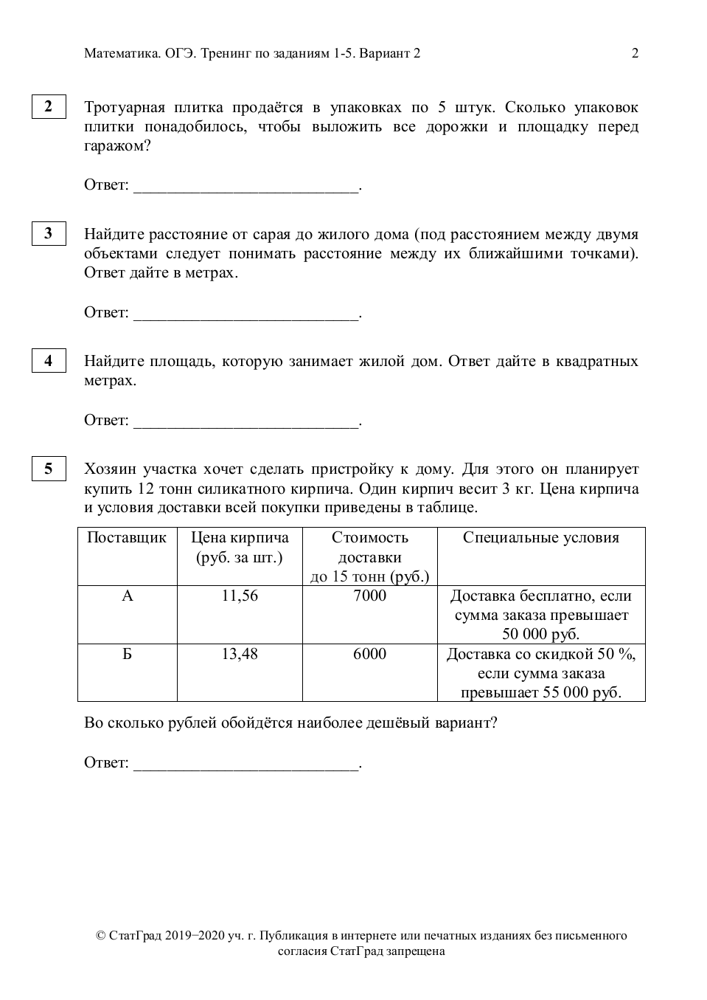 Математика. ОГЭ. Тренинг по заданиям 1-5. Вариант 2 2
2 Тротуарная плитка продаётся в упаковках по 5 штук. Сколько упаковок
плитки понадобилось, чтобы выложить все дорожки и площадку перед
гаражом?
Ответ: ___________________________.
3 Найдите расстояние от сарая до жилого дома (под расстоянием между двумя
объектами следует понимать расстояние между их ближайшими точками).
Ответ дайте в метрах.
Ответ: ___________________________.
4 Найдите площадь, которую занимает жилой дом. Ответ дайте в квадратных
метрах.
Ответ: ___________________________.
5 Хозяин участка хочет сделать пристройку к дому. Для этого он планирует
купить 12 тонн силикатного кирпича. Один кирпич весит 3 кг. Цена кирпича
и условия доставки всей покупки приведены в таблице.
Поставщик Цена кирпича Стоимость Специальные условия
(руб. за шт.) доставки
до 15 тонн (руб.)
А 11,56 7000 Доставка бесплатно, если
сумма заказа превышает
50 000 руб.
Б 13,48 6000 Доставка со скидкой 50 %,
если сумма заказа
превышает 55 000 руб.
Во сколько рублей обойдётся наиболее дешёвый вариант?
Ответ: ___________________________.
© СтатГрад 2019−2020 уч. г. Публикация в интернете или печатных изданиях без письменного
согласия СтатГрад запрещена